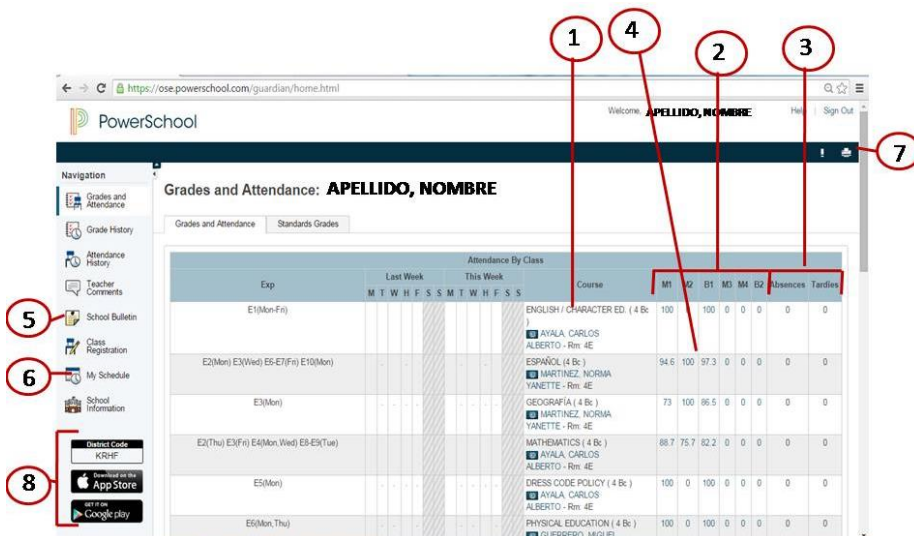 1
4
2
3
https://ose.powerschool.com/guardian/home.html
PowerSchool
Welcome, APELLIDO, NOMBRE
Help
Sign Out
7
Navigation
Grades and
Attendance
Grade History
Attendance
History
Teacher
Comments
5
School Bulletin
Class
Registration
6
My Schedule
School
Information
8
District Code
KRHF
Download on the
App Store
GET IT ON
Google play
Grades and Attendance: APELLIDO, NOMBRE
Grades and Attendance
Standards Grades
Attendance By Class
Exp
Last Week
This Week
Course
M1 M2 B1 M3 M4 B2 Absences Tardies
M T W H F S S M T W H F S S
E1(Mon-Fri)
ENGLISH / CHARACTER ED. ( 4 Bc
)
AYALA, CARLOS
ALBERTO - Rm: 4E
100 0 100 0 0 0 0 0
E2(Mon) E3(Wed) E6-E7(Fri) E10(Mon)
ESPAÑOL (4 Bc )
MARTINEZ, NORMA
YANETTE - Rm: 4E
94.6 100 97.3 0 0 0 0 0
E3(Mon)
GEOGRAFÍA ( 4 Bc )
MARTINEZ, NORMA
YANETTE - Rm: 4E
73 100 86.5 0 0 0 0 0
E2(Thu) E3(Fri) E4(Mon,Wed) E8-E9(Tue)
MATHEMATICS ( 4 Bc )
AYALA, CARLOS
ALBERTO - Rm: 4E
88.7 75.7 82.2 0 0 0 0 0
E5(Mon)
DRESS CODE POLICY ( 4 Bc )
AYALA, CARLOS
ALBERTO - Rm: 4E
100 0 100 0 0 0 0 0
E6(Mon,Thu)
PHYSICAL EDUCATION ( 4 Bc )
GUERRERO, MIGUEL
100 0 100 0 0 0 0 0